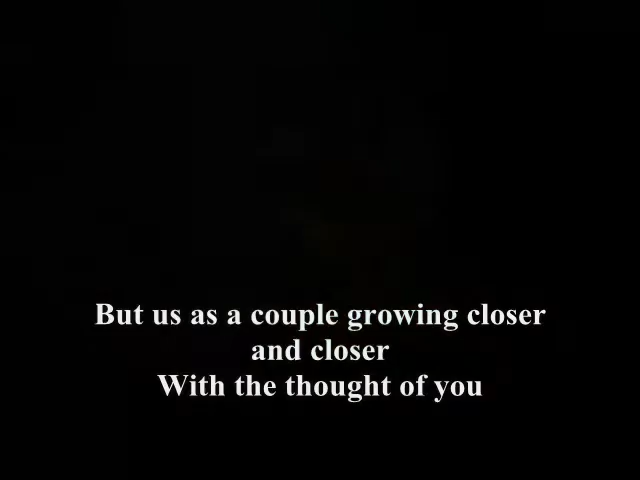 But us as a couple growing closer
and closer
With the thought of you